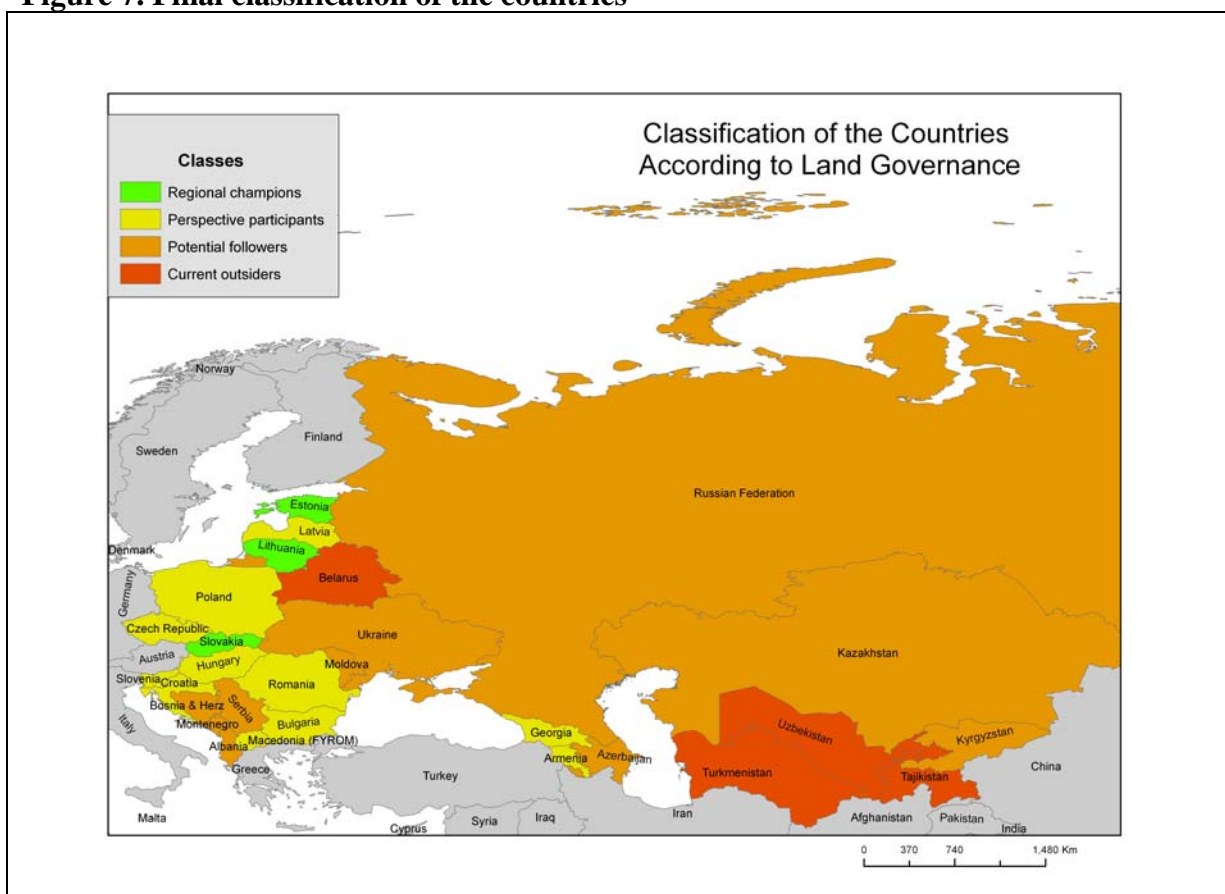 Figure 7. Final classification of the countries
Classification of the Countries
According to Land Governance
Classes
Regional champions
Perspective participants
Potential followers
Current outsiders
Norway
Finland
Sweden
Russian Federation
Estonia
Latvia
Denmark
Lithuania
Belarus
Germany
Poland
Czech Republic
Ukraine
Slovakia
Kazakhstan
Austria
Hungary
Moldova
Slovenia
Croatia
Romania
Bosnia & Herz
Serbia
Italy
Montenegro
Bulgaria
Georgia
Uzbekistan
Kyrgyzstan
Albania
Macedonia (FYROM)
Armenia
Azerbaijan
China
Greece
Turkey
Turkmenistan
Tajikistan
Malta
Cyprus
Syria
Iraq
Iran
Afghanistan
Pakistan
India
0 370 740 1,480 Km